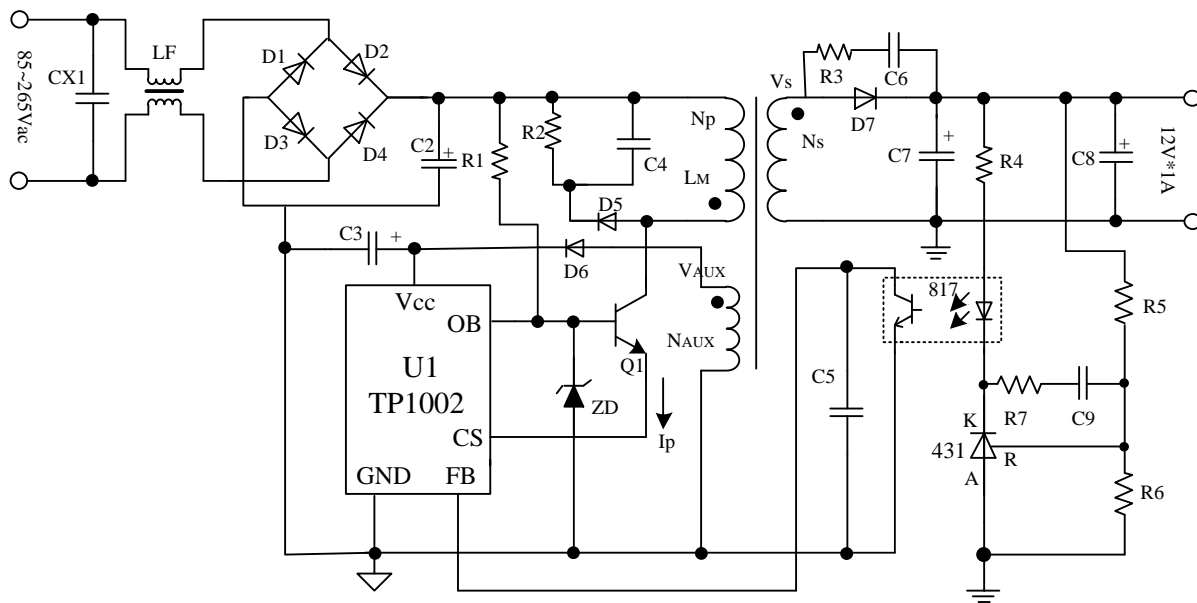 85~265Vac
CX1
LF
D1
D2
D3
D4
C2
R1
R2
C4
D5
Np
LM
Vs
Ns
R3
C6
D7
C7
R4
C8
12V*1A
+
+
+
C3
+
D6
VAUX
NAUX
Vcc
OB
U1
TP1002
CS
GND
FB
Q1
ZD
Ip
C5
817
R5
R7
C9
K
431
R
A
R6